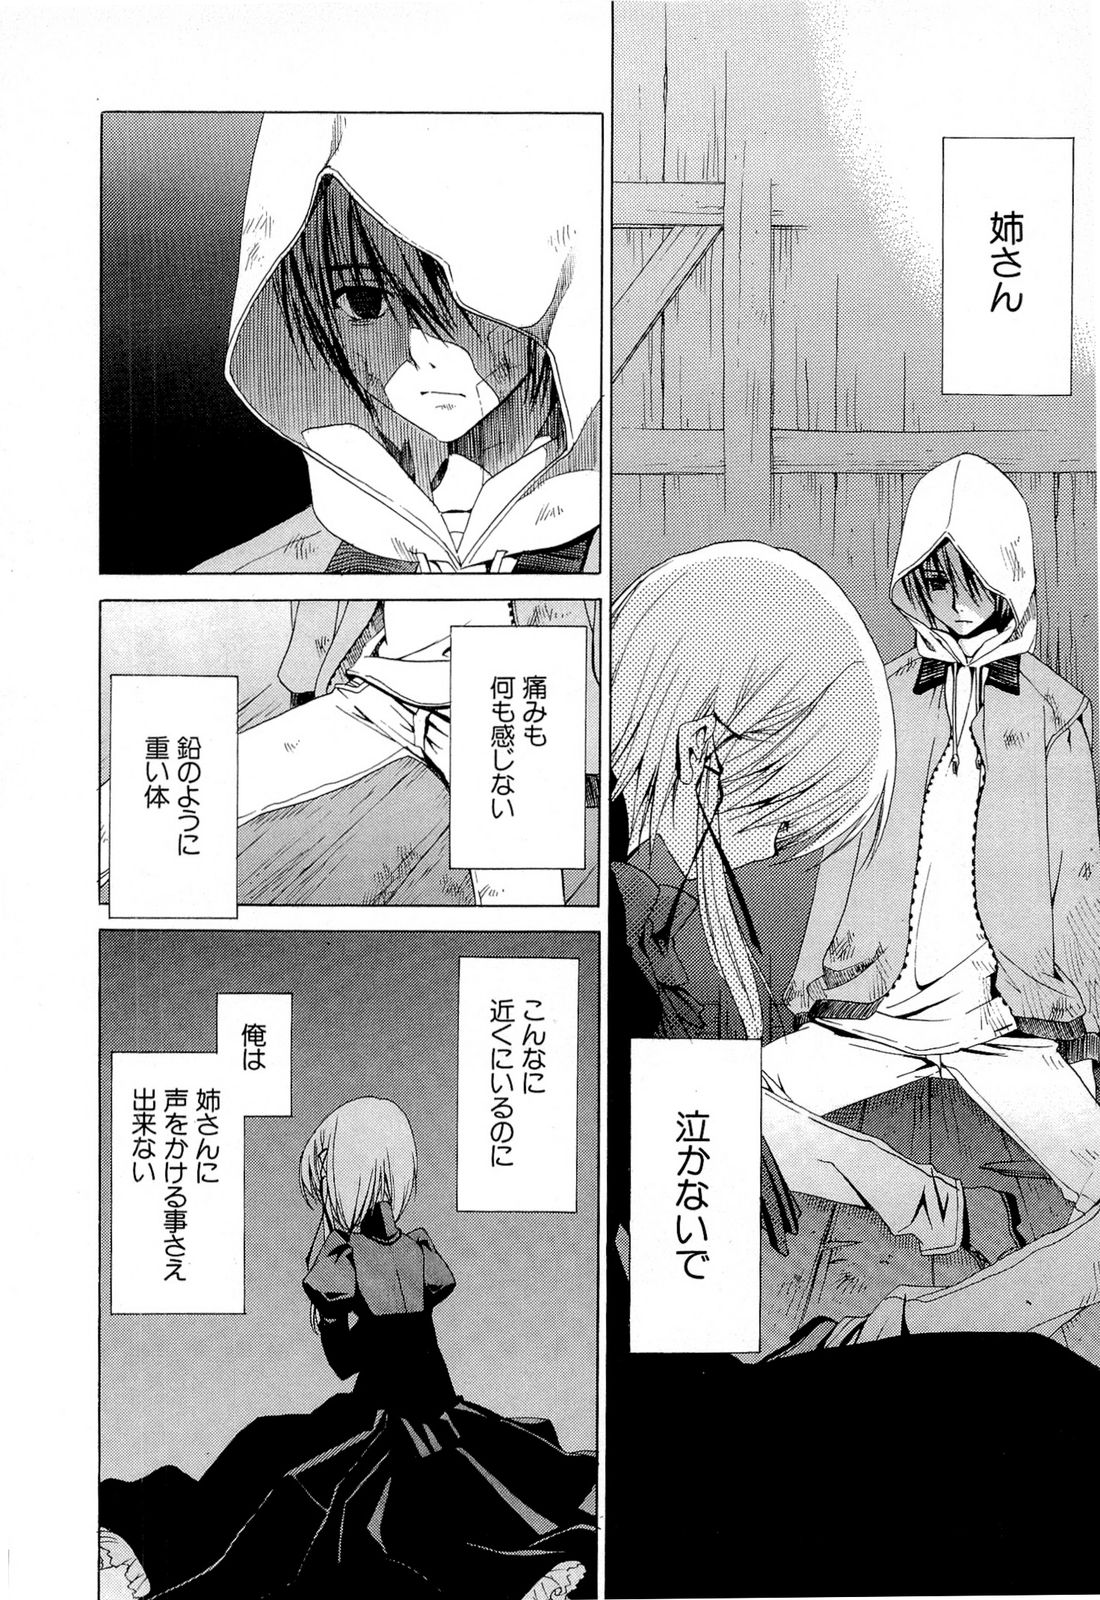 姉さん
泣かないで
痛みも
何も感じない
鉛のように
重い体
こんなに
近くにいるのに
俺は
姉さんに
声をかける事さえ
出来ない